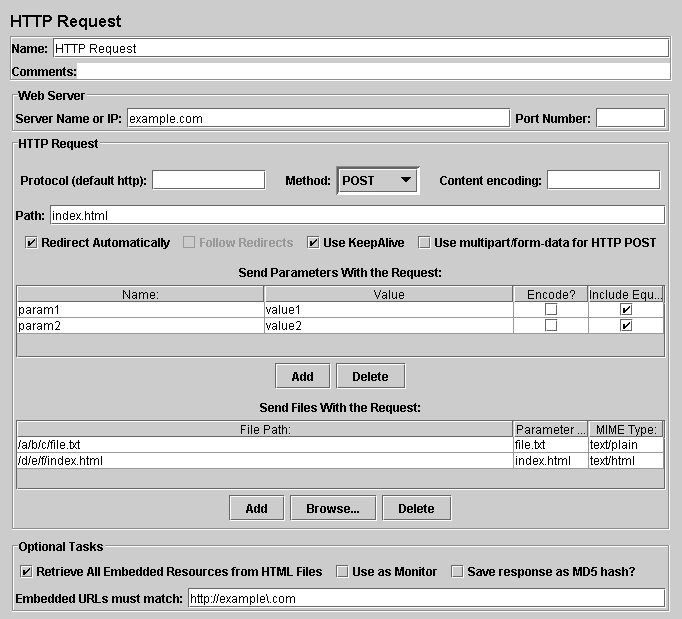 HTTP Request
Name: HTTP Request
Comments:
Web Server
Server Name or IP: example.com Port Number:
HTTP Request
Protocol (default http): Method: POST Content encoding:
Path: index.html
Redirect Automatically Follow Redirects Use KeepAlive Use multipart/form-data for HTTP POST
Send Parameters With the Request:
Name: Value Encode? Include Equ...
param1 value1
param2 value2
Add Delete
Send Files With the Request:
File Path: Parameter ... MIME Type:
/a/b/c/file.txt file.txt text/plain
/d/e/f/index.html index.html text/html
Add Browse... Delete
Optional Tasks
Retrieve All Embedded Resources from HTML Files Use as Monitor Save response as MD5 hash?
Embedded URLs must match: http://example\.com